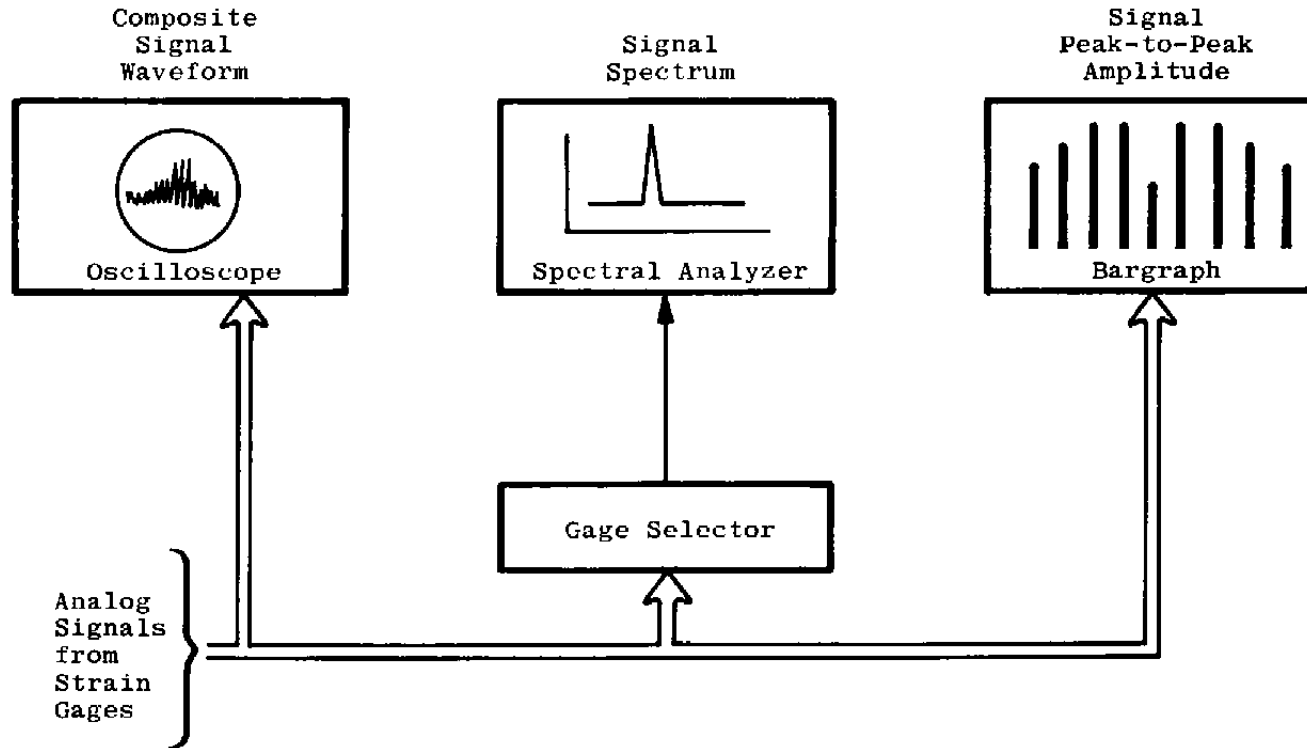 Composite
Signal
Waveform
Signal
Spectrum
Signal
Peak-to-Peak
Amplitude
Oscilloscope
Spectral Analyzer
Bargraph
Gage Selector
Analog
Signals
from
Strain
Gages